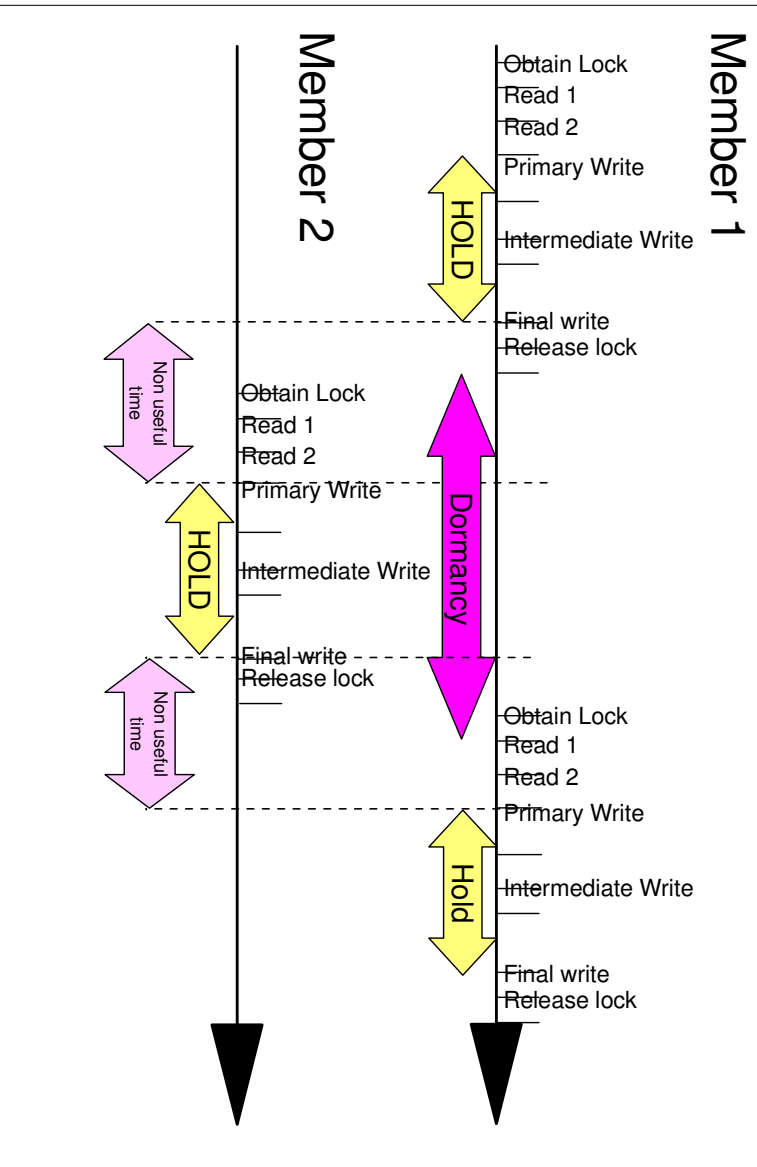 Member 1
Obtain Lock
Read 1
Read 2
Primary Write
HOLD
Intermediate Write
Final write
Release lock
Dormancy
Obtain Lock
Read 1
Read 2
Primary Write
Hold
Intermediate Write
Final write
Release lock
Member 2
Non useful
time
Obtain Lock
Read 1
Read 2
Primary Write
HOLD
Intermediate Write
Final write
Release lock
Non useful
time